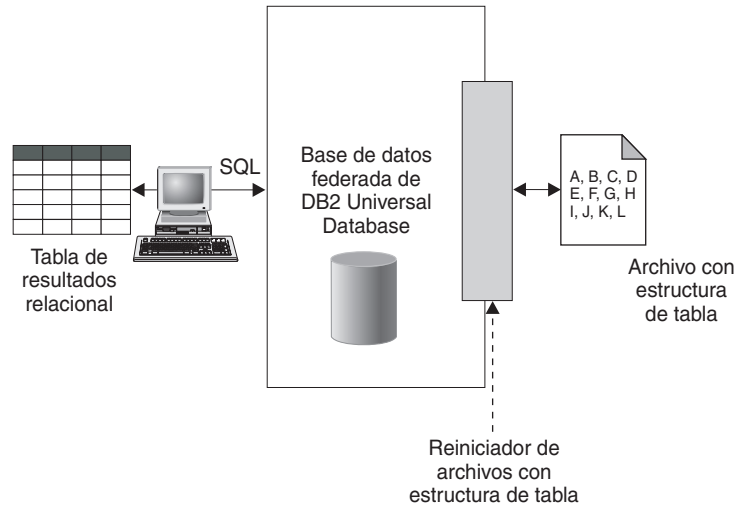 SQL
Tabla de
resultados
relacional
Base de datos
federada de
DB2 Universal
Database
A, B, C, D
E, F, G, H
I, J, K, L
Archivo con
estructura
de tabla
Reiniciador de
archivos con
estructura de tabla